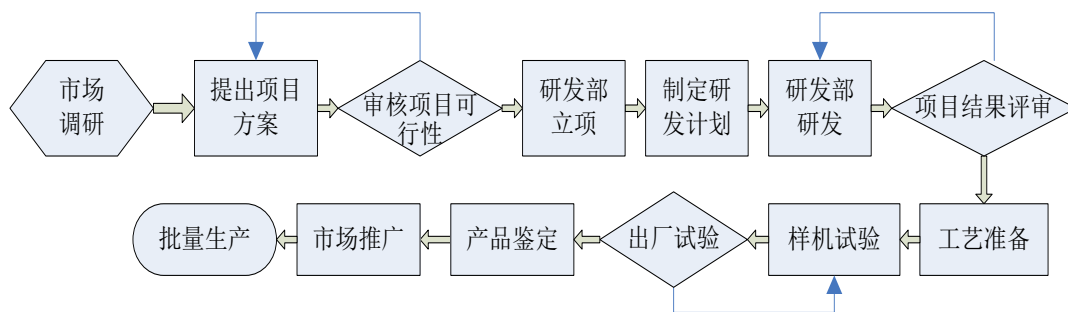 市场
调研
提出项目
方案
审核项目可
行性
研发部
立项
制定研
发计划
研发部
研发
项目结果评审
批量生产
市场推广
产品鉴定
出厂试验
样机试验
工艺准备